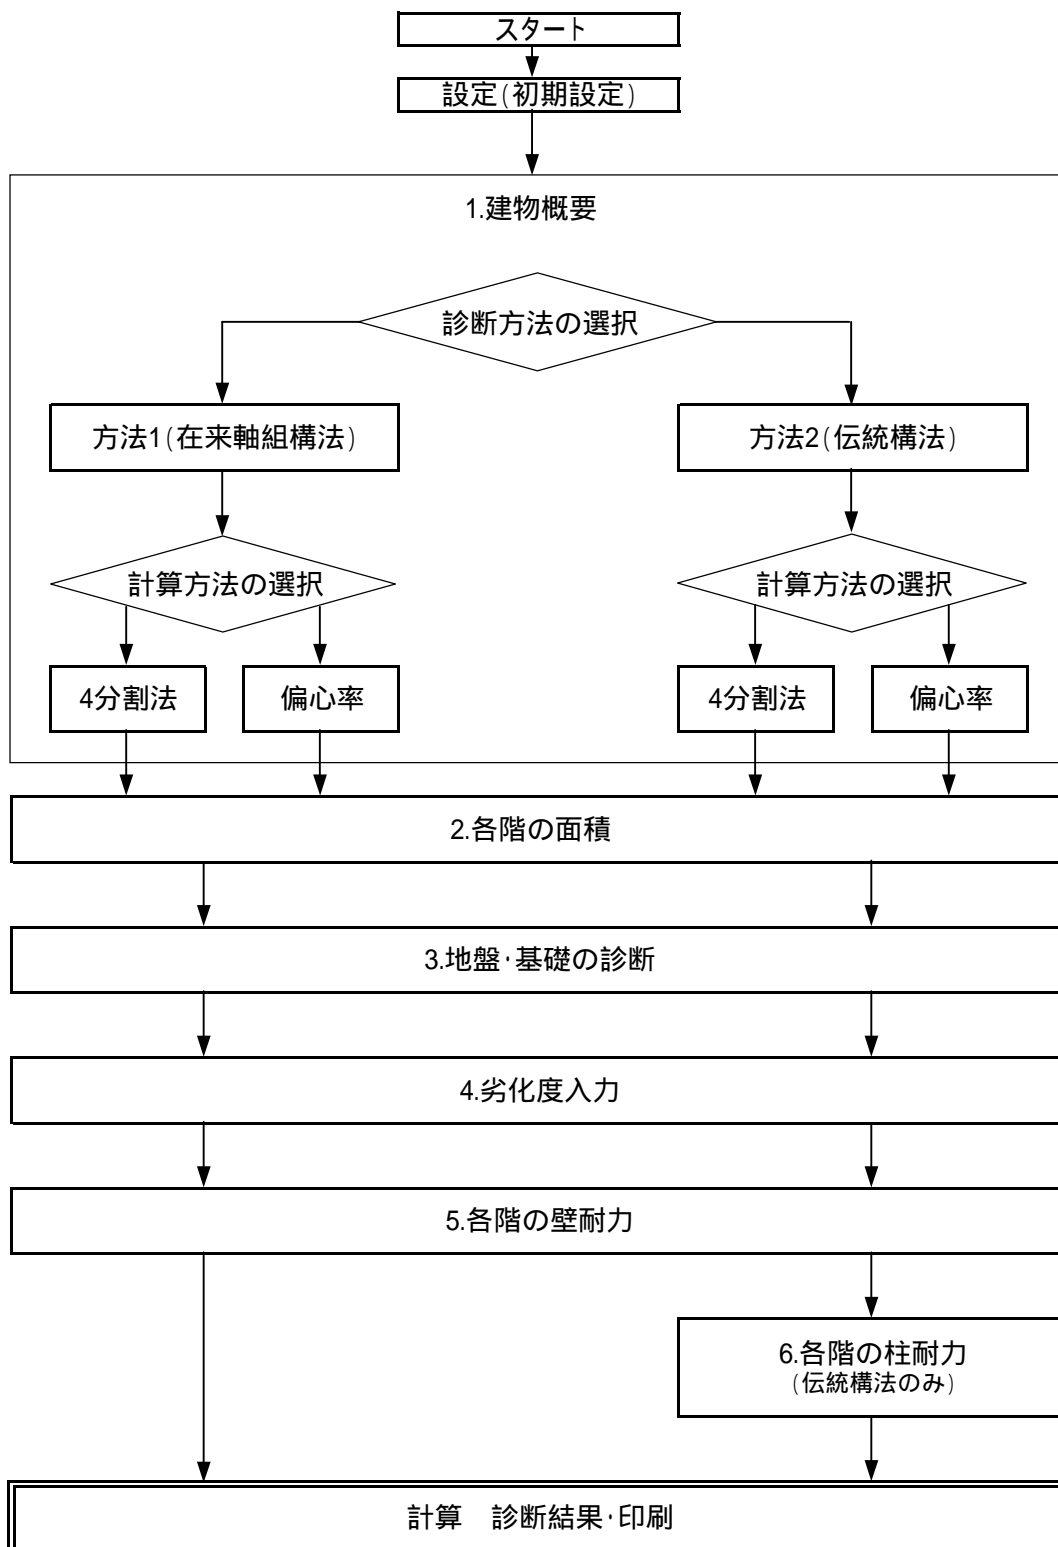 スタート
設定(初期設定)
1.建物概要
診断方法の選択
方法1(在来軸組構法)
方法2(伝統構法)
計算方法の選択
計算方法の選択
4分割法
偏心率
4分割法
偏心率
2.各階の面積
3.地盤・基礎の診断
4.劣化度入力
5.各階の壁耐力
6.各階の柱耐力
(伝統構法のみ)
計算　診断結果・印刷